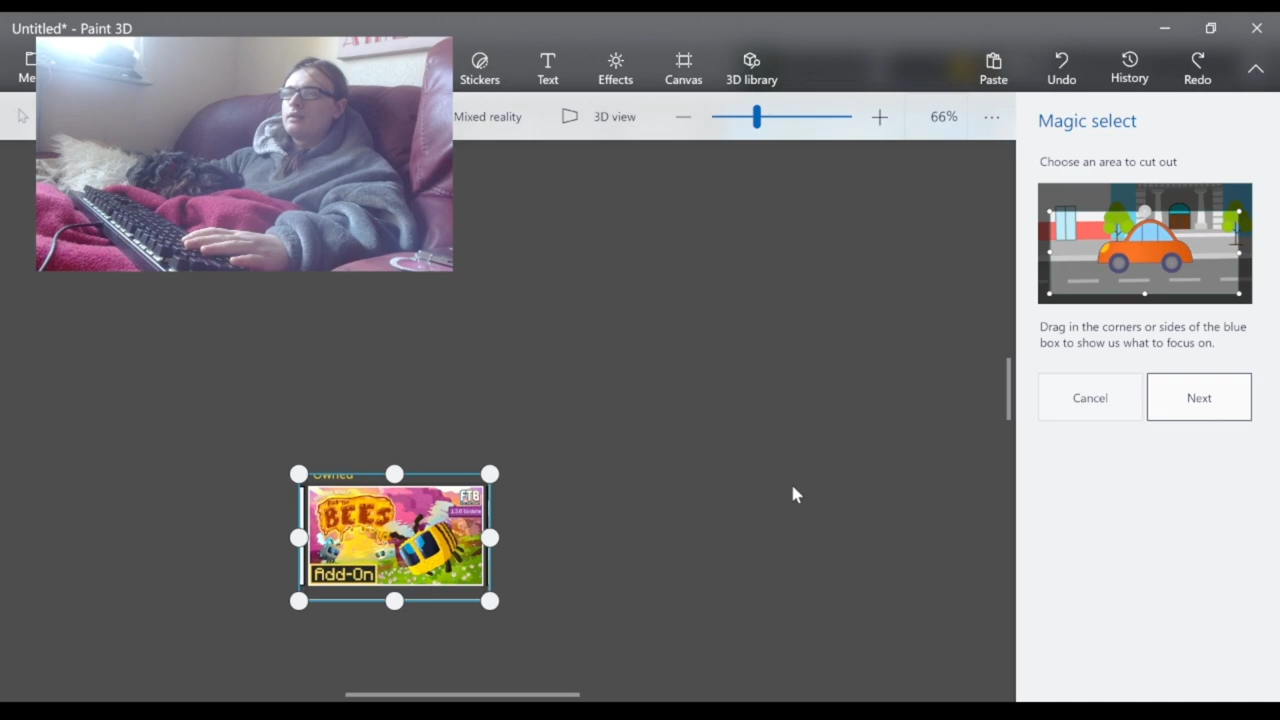 Untitled* - Paint 3D
Me
Stickers
Text
Effects
Canvas
3D library
Paste
Undo
History
Redo
Mixed reality
3D view
66%
Magic select
Choose an area to cut out
Drag in the corners or sides of the blue
box to show us what to focus on.
Cancel
Next
Owned
FTB
BEES
Add-On